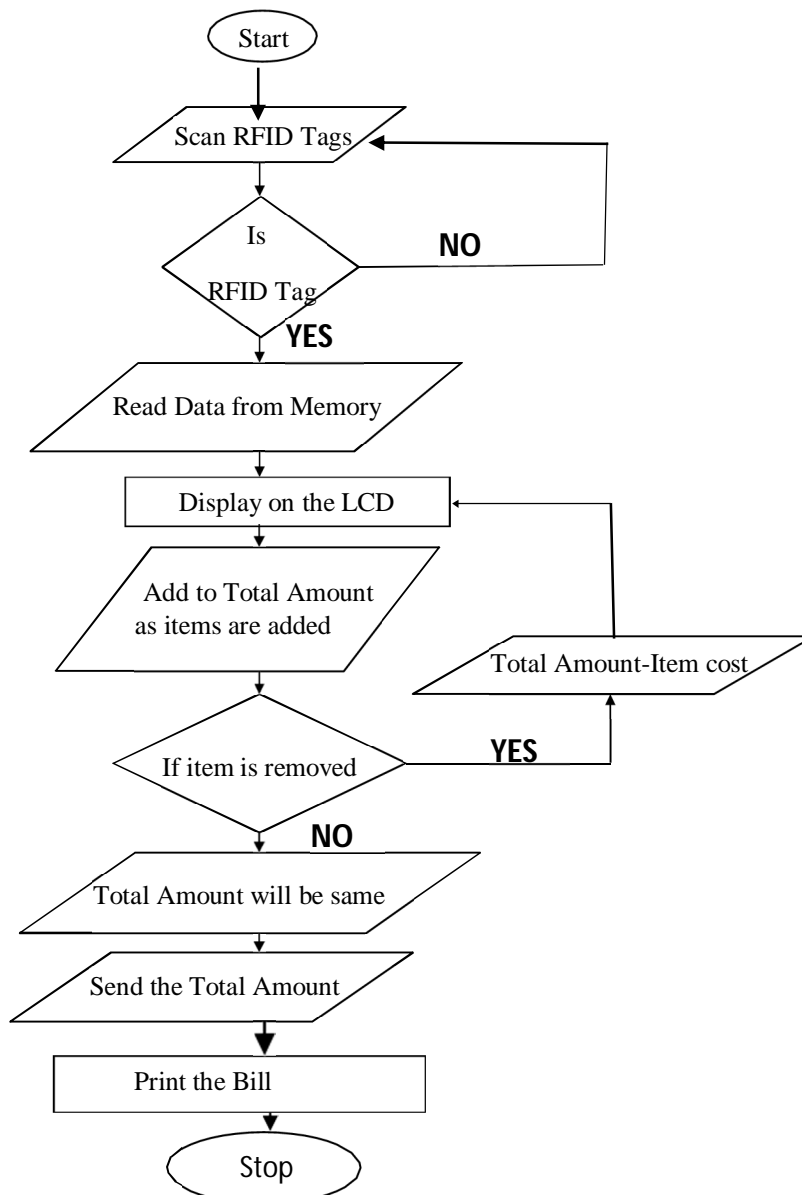 Start
Scan RFID Tags
Is
NO
RFID Tag
YES
Read Data from Memory
Display on the LCD
Add to Total Amount
as items are added
Total Amount-Item cost
YES
If item is removed
NO
Total Amount will be same
Send the Total Amount
Print the Bill
Stop